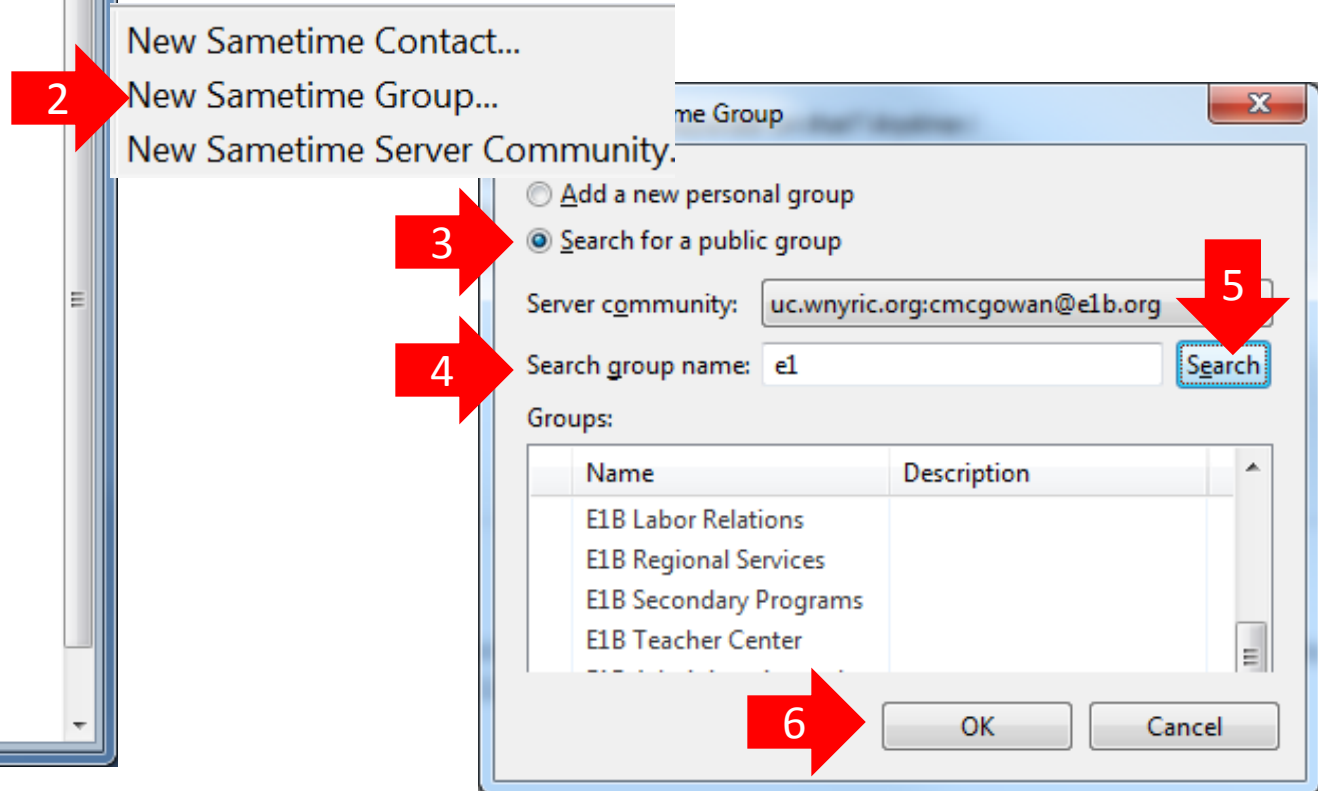 New Sametime Contact...
2 New Sametime Group...
New Sametime Server Community.
me Group
x
Add a new personal group
3 Search for a public group
5
Server community: uc.wnyric.org:cmcgowan@e1b.org
4 Search group name: e1 Search
Groups:
Name Description
E1B Labor Relations
E1B Regional Services
E1B Secondary Programs
E1B Teacher Center
6 OK Cancel